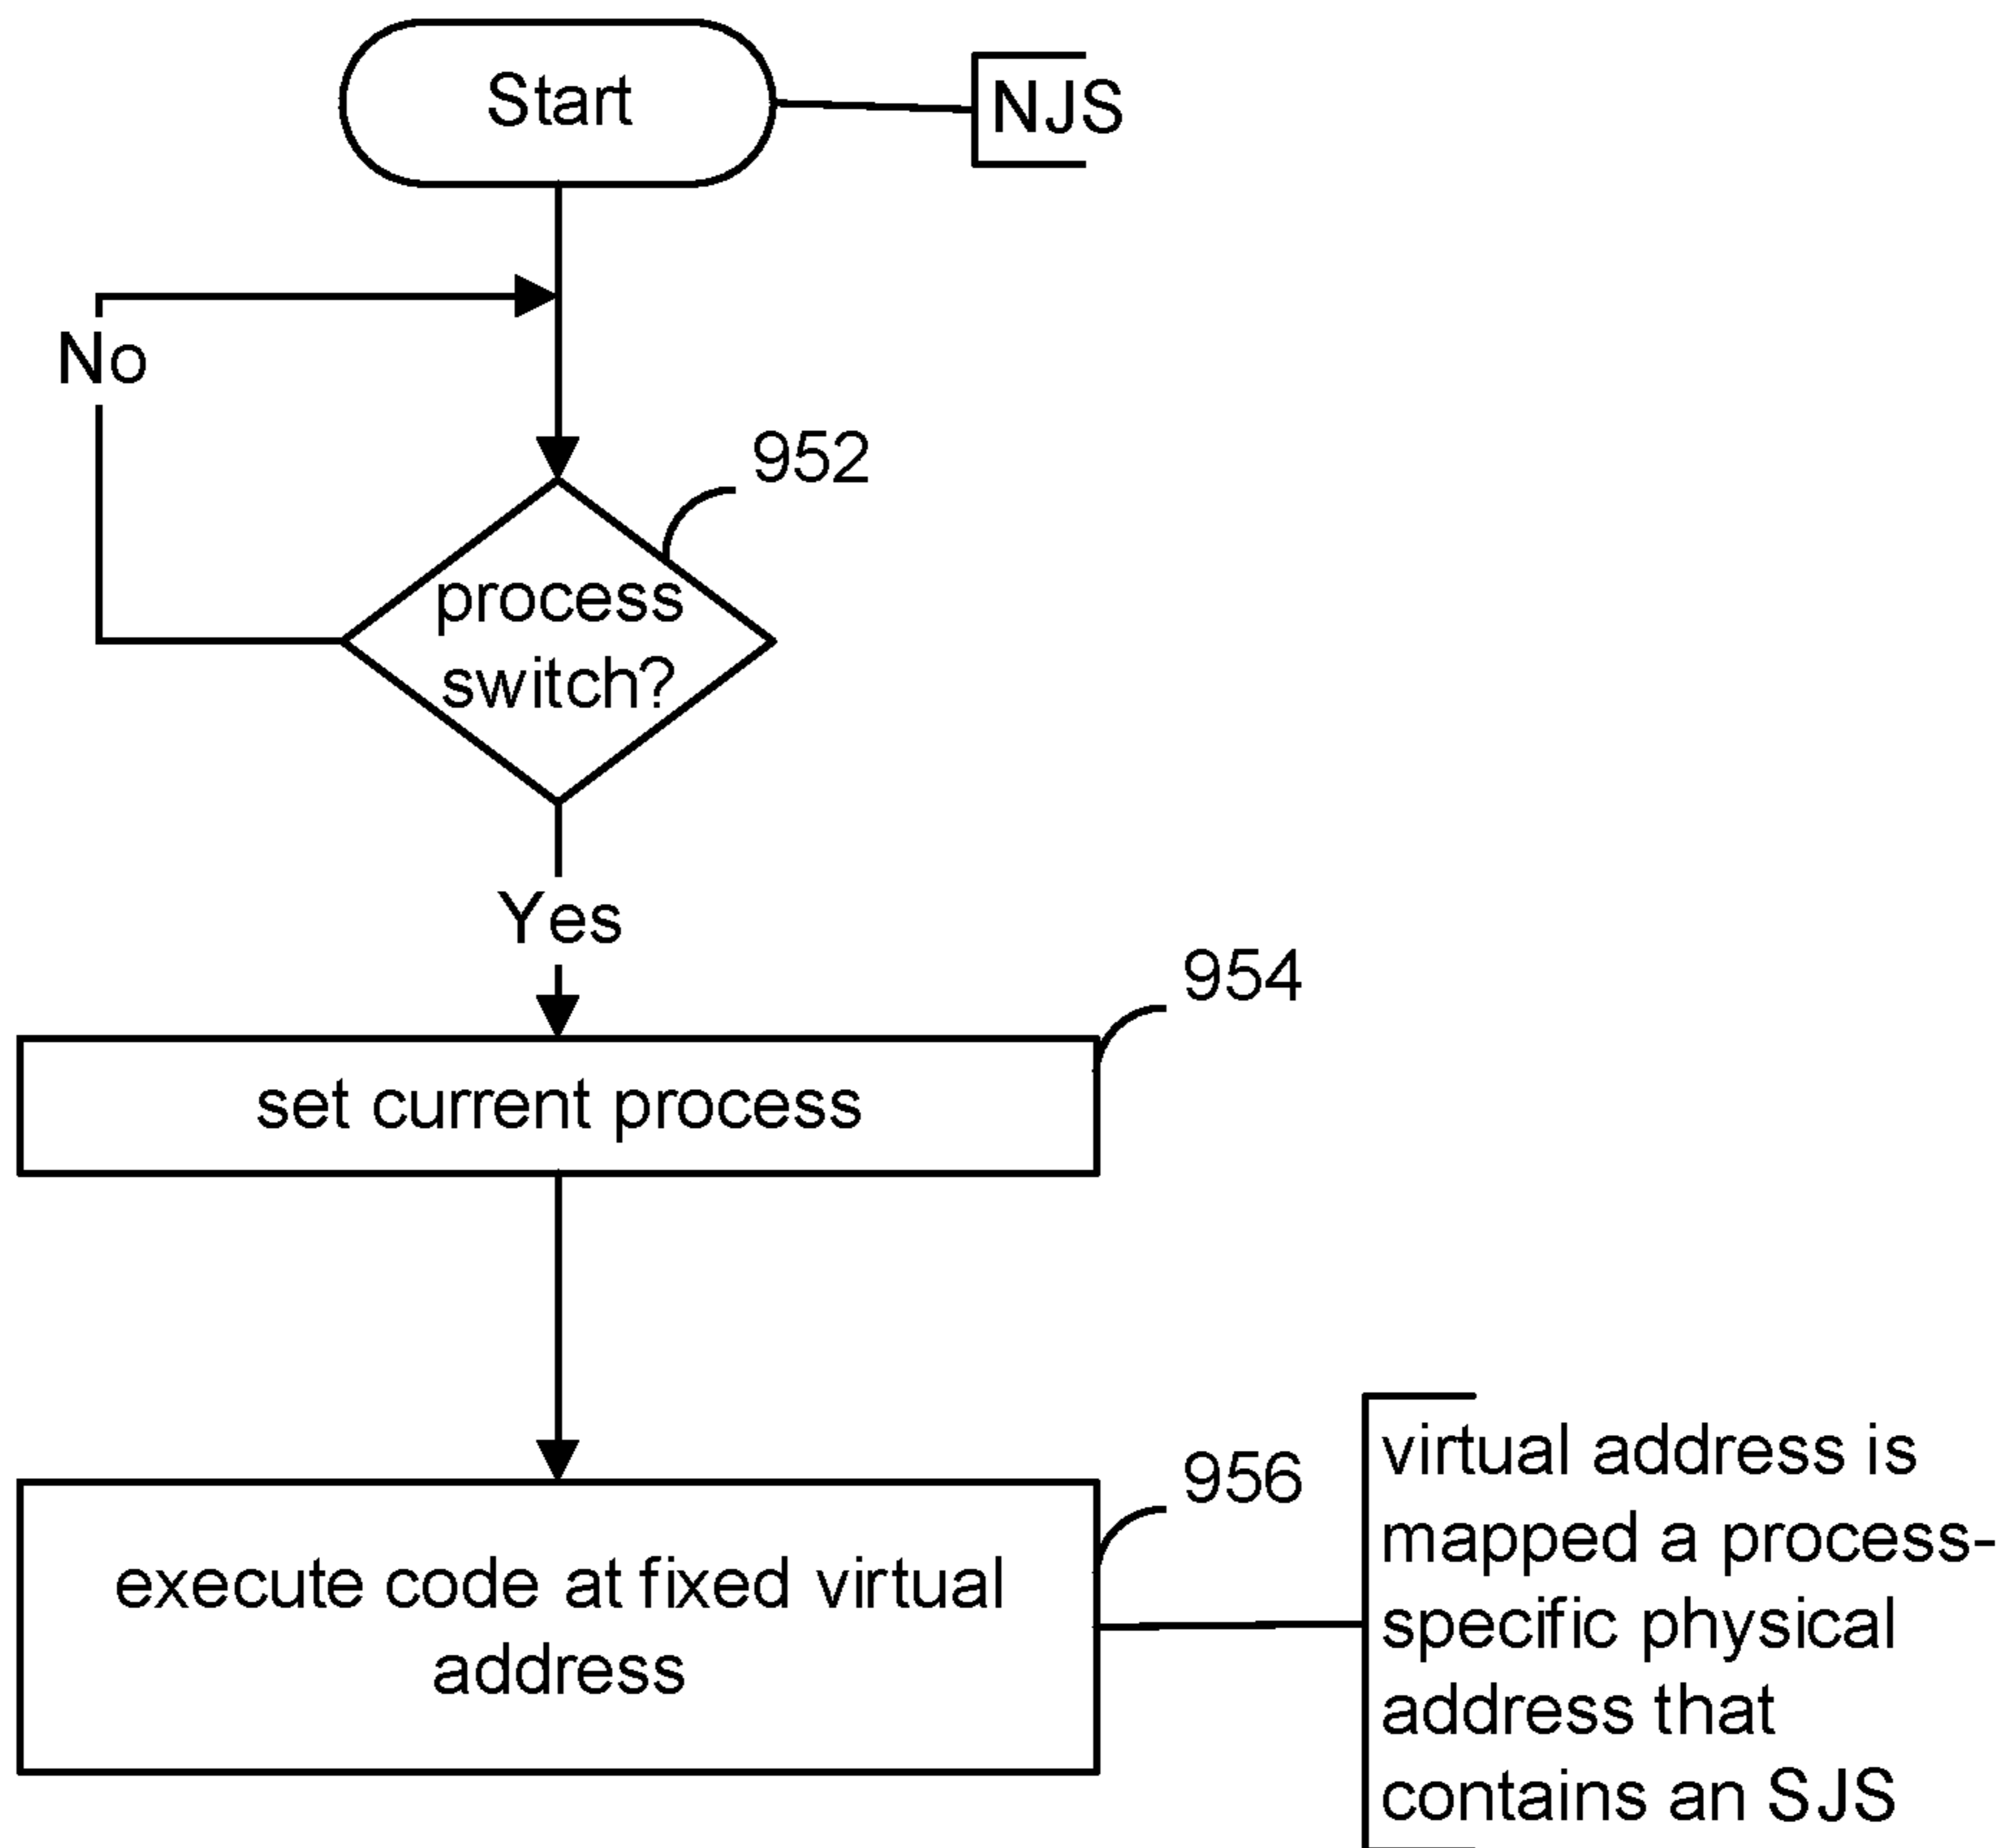 Start
NJS
No
952
process
switch?
Yes
954
set current process
956
execute code at fixed virtual
address
virtual address is
mapped a process-
specific physical
address that
contains an SJS